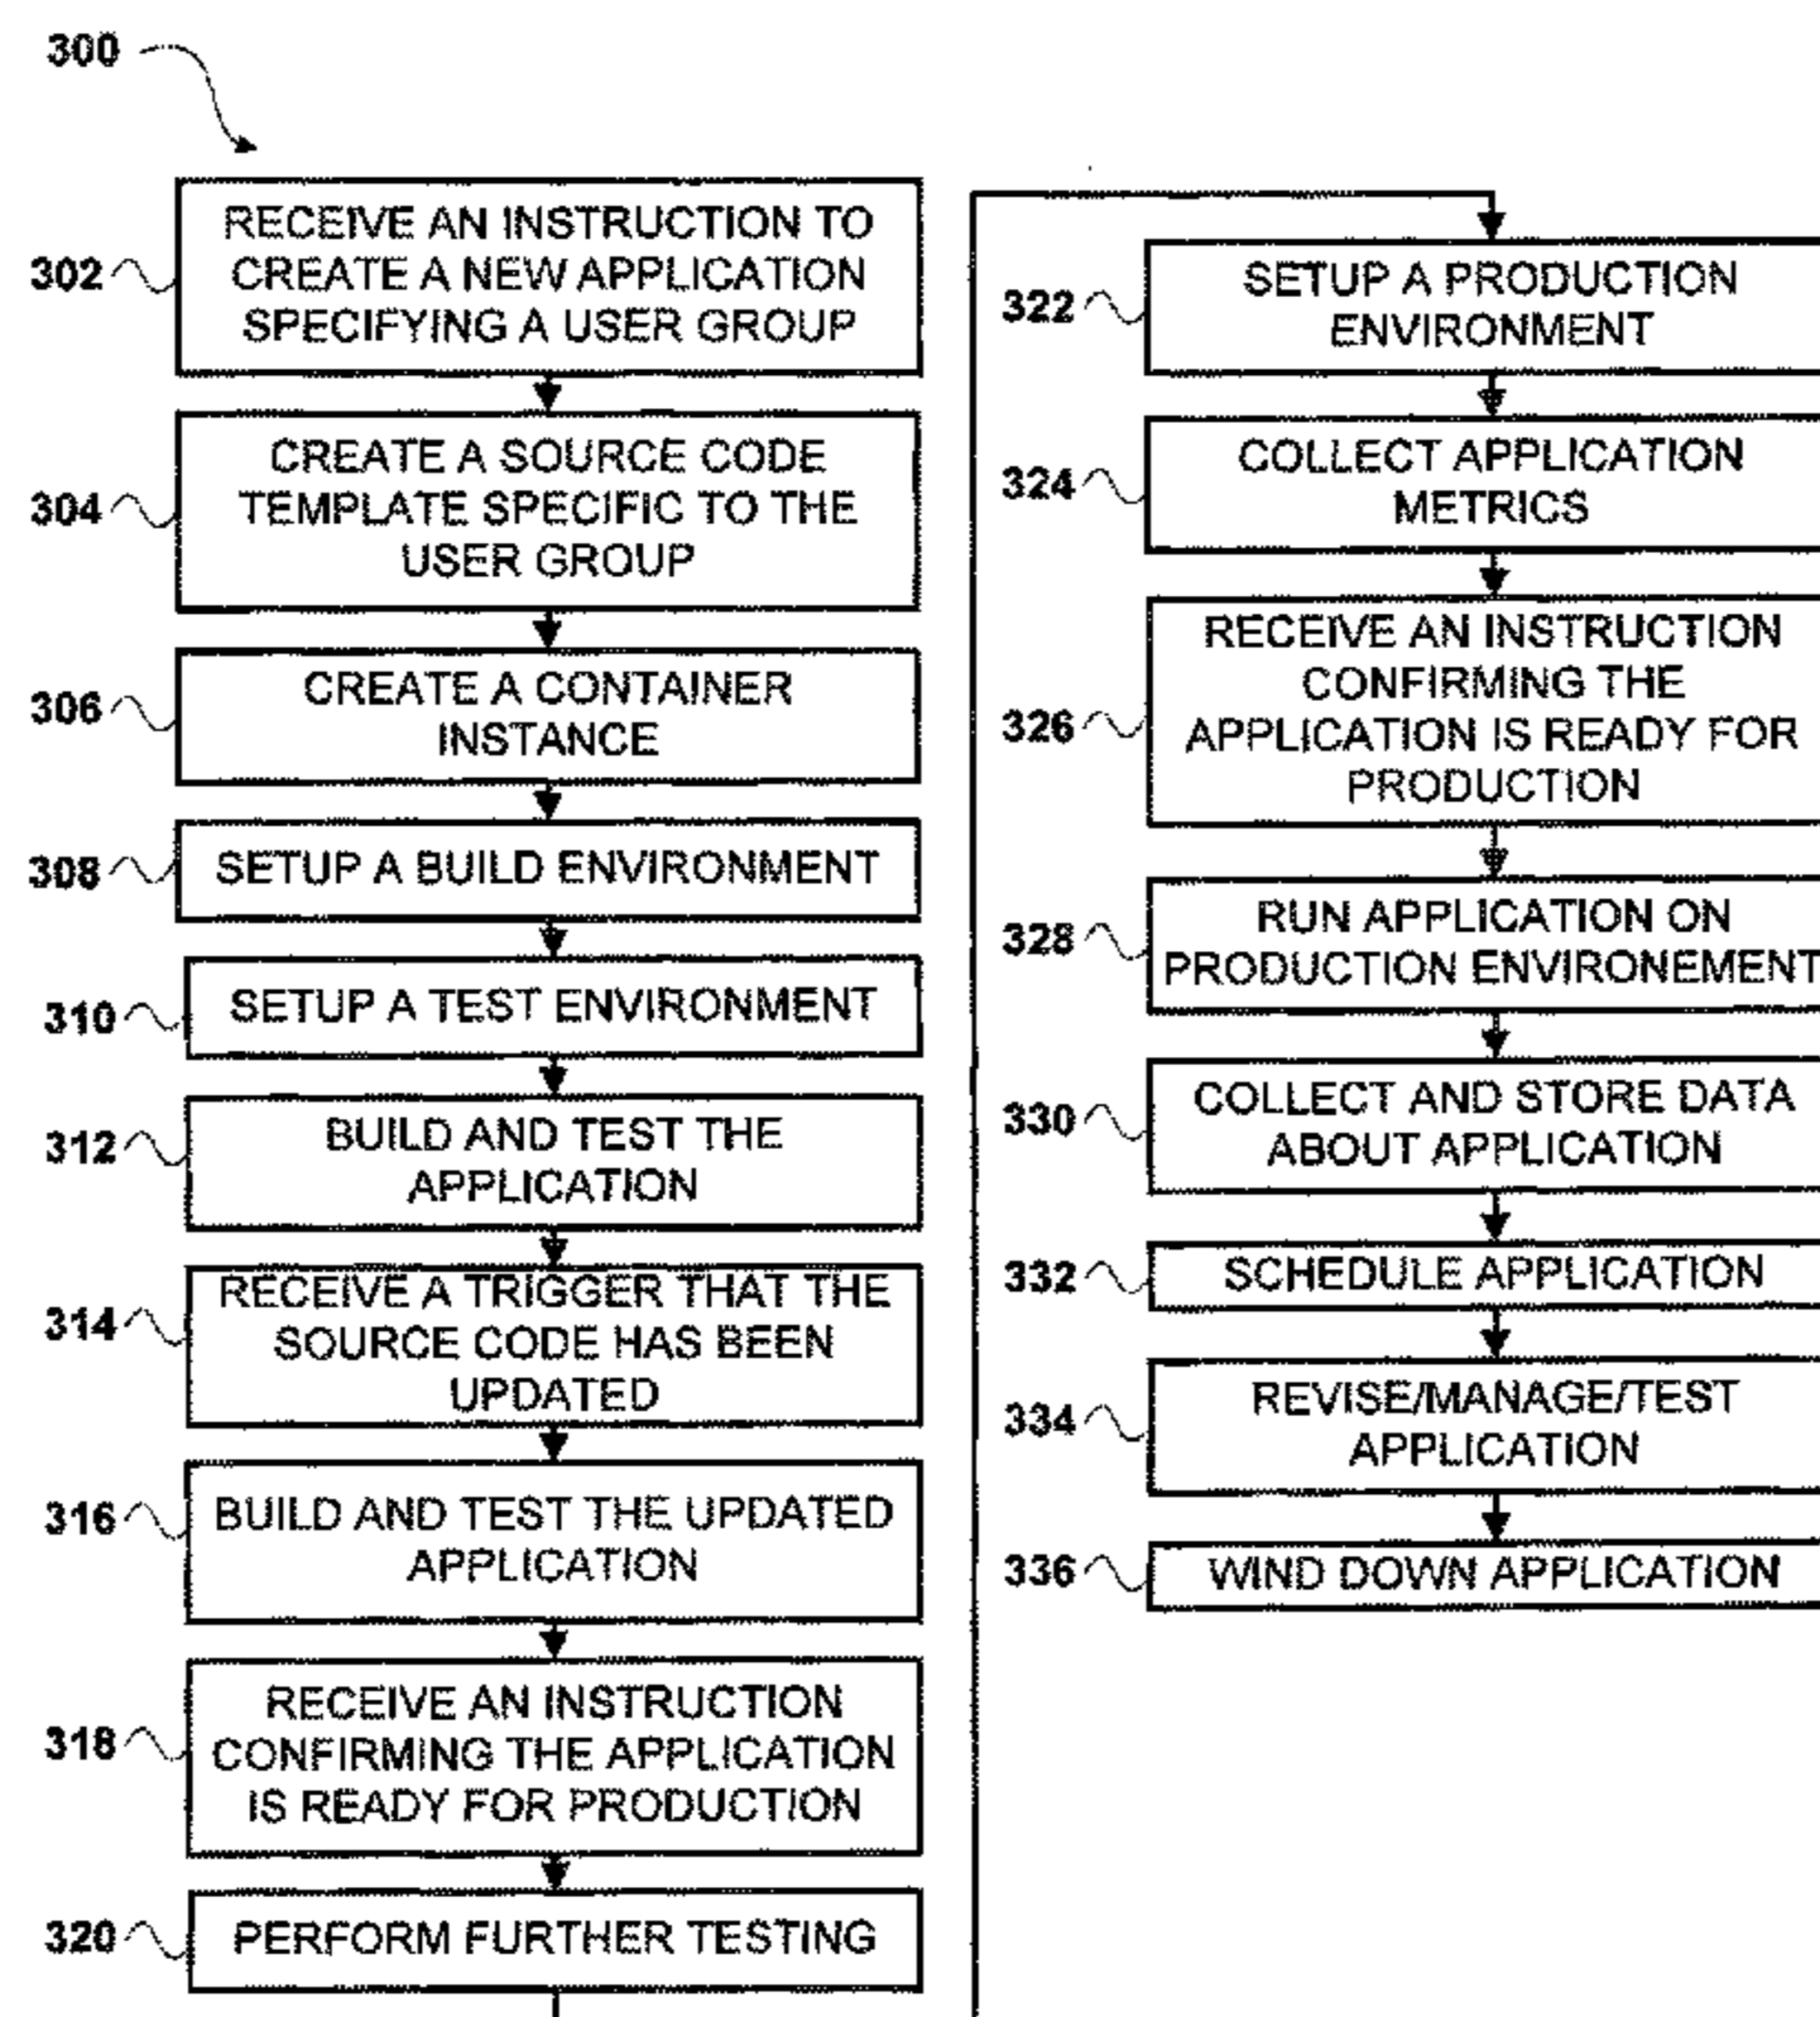 300
302
RECEIVE AN INSTRUCTION TO
CREATE A NEW APPLICATION
SPECIFYING A USER GROUP
304
CREATE A SOURCE CODE
TEMPLATE SPECIFIC TO THE
USER GROUP
306
CREATE A CONTAINER
INSTANCE
308
SETUP A BUILD ENVIRONMENT
310
SETUP A TEST ENVIRONMENT
312
BUILD AND TEST THE
APPLICATION
314
RECEIVE A TRIGGER THAT THE
SOURCE CODE HAS BEEN
UPDATED
316
BUILD AND TEST THE UPDATED
APPLICATION
318
RECEIVE AN INSTRUCTION
CONFIRMING THE APPLICATION
IS READY FOR PRODUCTION
320
PERFORM FURTHER TESTING
322
SETUP A PRODUCTION
ENVIRONMENT
324
COLLECT APPLICATION
METRICS
326
RECEIVE AN INSTRUCTION
CONFIRMING THE
APPLICATION IS READY FOR
PRODUCTION
328
RUN APPLICATION ON
PRODUCTION ENVIRONEMENT
330
COLLECT AND STORE DATA
ABOUT APPLICATION
332
SCHEDULE APPLICATION
334
REVISE/MANAGE/TEST
APPLICATION
336
WIND DOWN APPLICATION